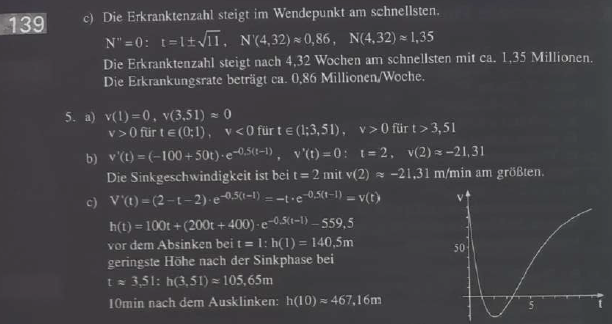 139
c) Die Erkranktenzahl steigt im Wendepunkt am schnellsten.
N''=0: t=1±√11, N'(4,32)≈0,86, N(4,32)≈1,35
Die Erkranktenzahl steigt nach 4,32 Wochen am schnellsten mit ca. 1,35 Millionen.
Die Erkrankungsrate beträgt ca. 0,86 Millionen/Woche.
5. a) v(1)=0, v(3,51) ≈ 0
v>0 für t∈(0;1), v<0 für t∈(1;3,51), v>0 für t>3,51
b) v'(t)=(-100+50t)·e^-0,5(t-1), v'(t)=0: t=2, v(2)≈-21,31
Die Sinkgeschwindigkeit ist bei t=2 mit v(2) ≈ -21,31 m/min am größten.
c) V'(t)=(2-t-2)·e^-0,5(t-1)=-t·e^-0,5(t-1)=v(t)
h(t)=100t+(200t+400)·e^-0,5(t-1)-559,5
vor dem Absinken bei t=1: h(1)=140,5m
geringste Höhe nach der Sinkphase bei
t ≈ 3,51: h(3,51)≈105,65m
10min nach dem Ausklinken: h(10)≈467,16m
v
50
5
t